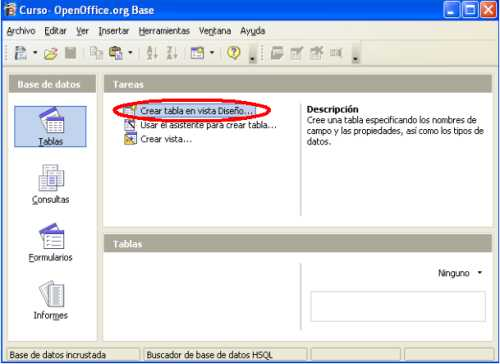 Curso- OpenOffice.org Base
Archivo Editar Ver Insertar Herramientas Ventana Ayuda
Base de datos
Tareas
Tablas
Consultas
Formularios
Informes
Crear tabla en vista Diseño...
Usar el asistente para crear tabla...
Crear vista...
Descripción
Cree una tabla especificando los nombres de
campo y las propiedades, así como los tipos de
datos.
Tablas
Ninguno
Base de datos incrustada
Buscador de base de datos HSQL